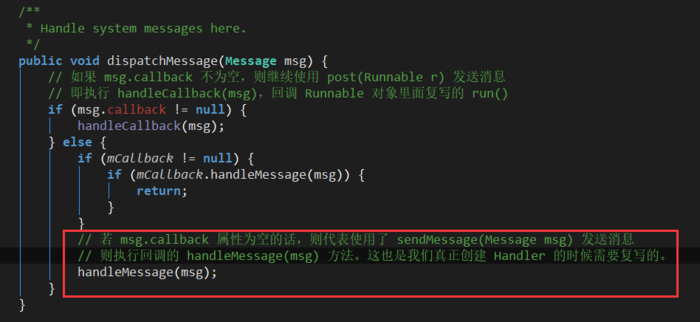 /**
* Handle system messages here.
*/
public void dispatchMessage(Message msg) {
// 如果 msg.callback 不为空，则继续使用 post(Runnable r) 发送消息
// 即执行 handleCallback(msg)，回调 Runnable 对象里面复写的 run()
if (msg.callback != null) {
handleCallback(msg);
} else {
if (mCallback != null) {
if (mCallback.handleMessage(msg)) {
return;
}
}
// 若 msg.callback 属性为空的话，则代表使用了 sendMessage(Message msg) 发送消息
// 则执行回调的 handleMessage(msg) 方法。这也是我们真正创建 Handler 的时候需要复写的。
handleMessage(msg);
}
}